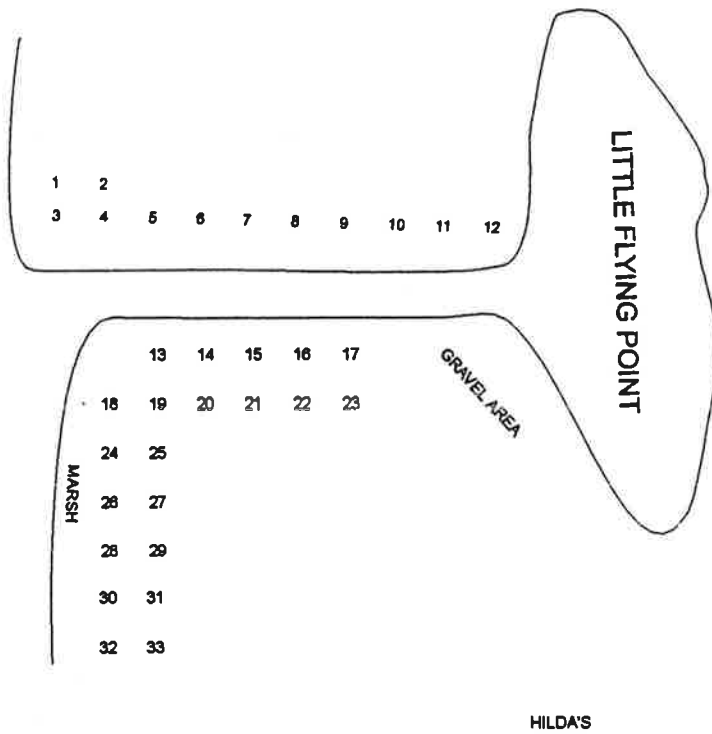 1 2
3 4 5 6 7 8 9 10 11 12
LITTLE FLYING POINT
13 14 15 16 17
GRAVEL AREA
18 19 20 21 22 23
24 25
MARSH
26 27
28 29
30 31
32 33
HILDA'S